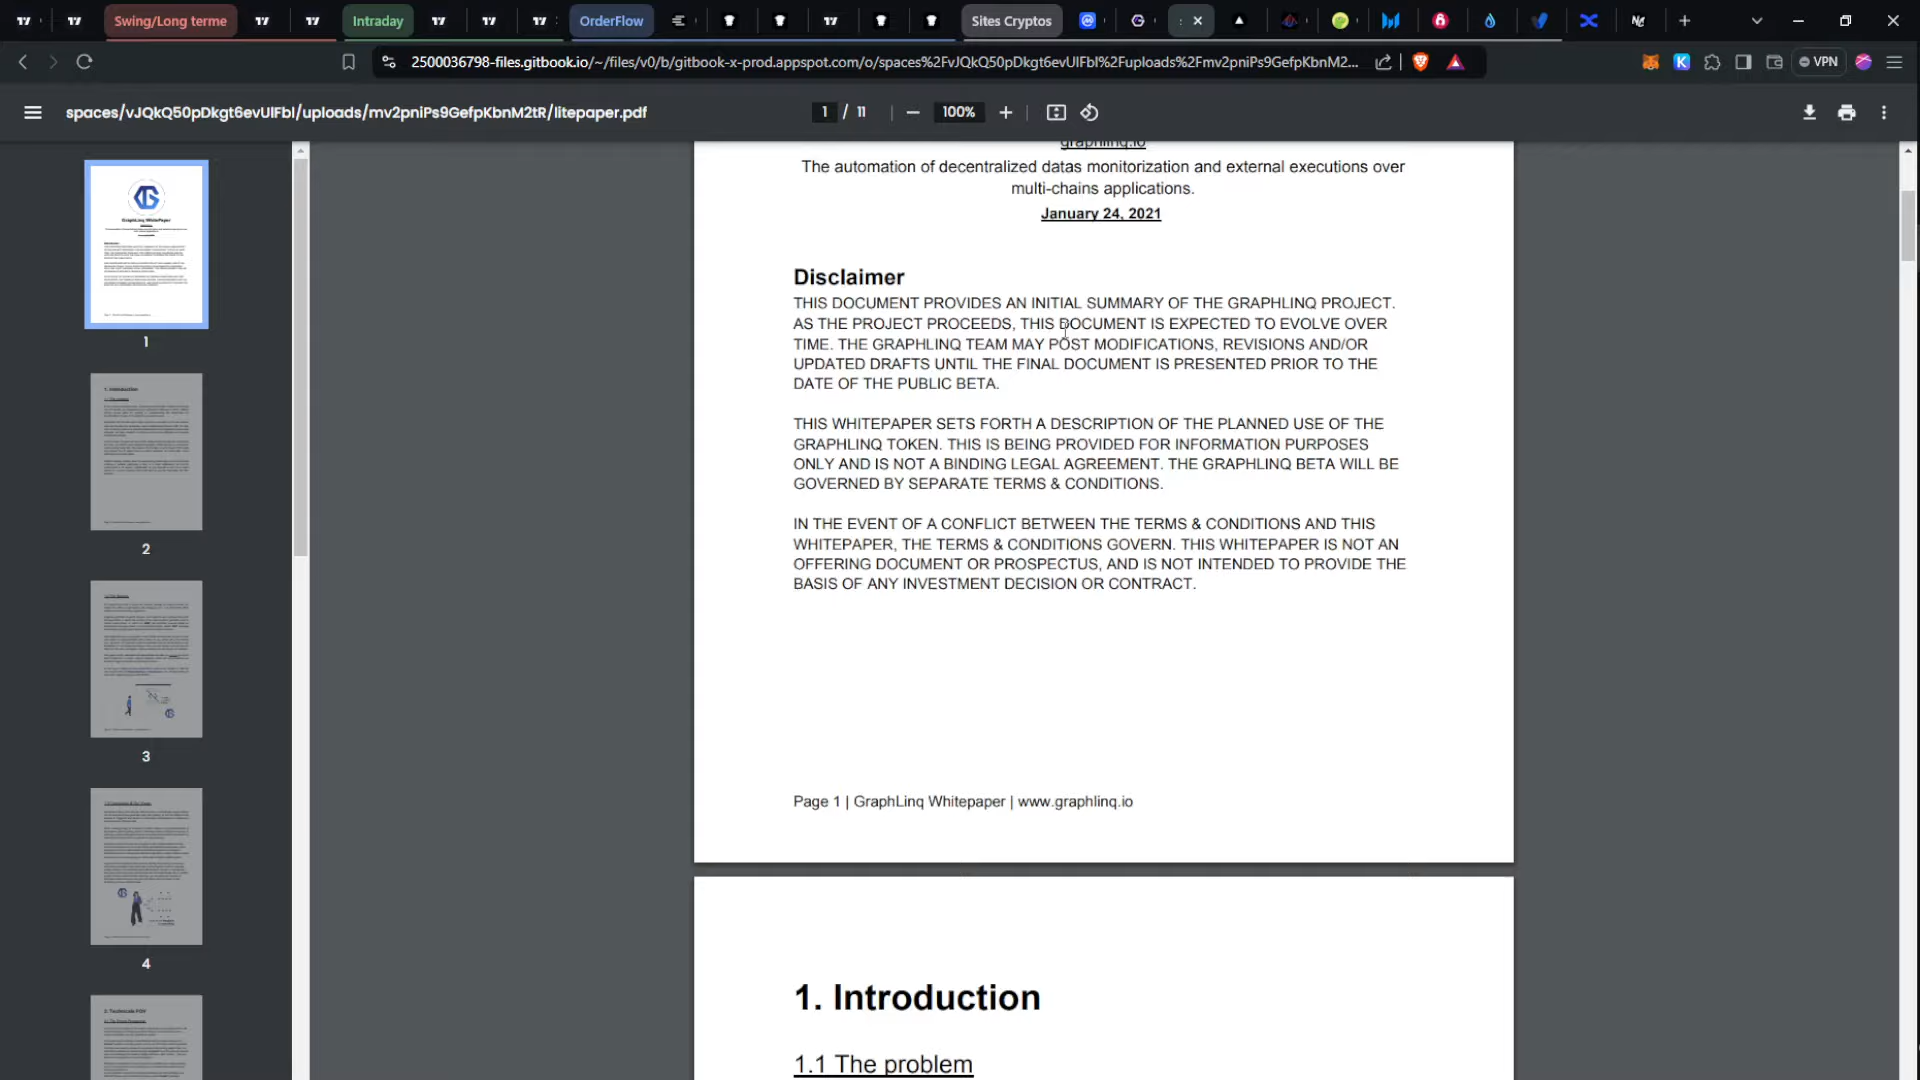 Swing/Long terme
Intraday
OrderFlow
Sites Cryptos
2500036798-files.gitbook.io/~/files/v0/b/gitbook-x-prod.appspot.com/o/spaces%2FvJQkQ50pDkgt6evUlFbl%2Fuploads%2Fmv2pniPs9GefpKbnM2...
VPN
spaces/vJQkQ50pDkgt6evUlFbl/uploads/mv2pniPs9GefpKbnM2tR/litepaper.pdf
1 / 11
100%
graphlinq.io
The automation of decentralized datas monitorization and external executions over
multi-chains applications.
January 24, 2021
Disclaimer
THIS DOCUMENT PROVIDES AN INITIAL SUMMARY OF THE GRAPHLINQ PROJECT.
AS THE PROJECT PROCEEDS, THIS DOCUMENT IS EXPECTED TO EVOLVE OVER
TIME. THE GRAPHLINQ TEAM MAY POST MODIFICATIONS, REVISIONS AND/OR
UPDATED DRAFTS UNTIL THE FINAL DOCUMENT IS PRESENTED PRIOR TO THE
DATE OF THE PUBLIC BETA.
THIS WHITEPAPER SETS FORTH A DESCRIPTION OF THE PLANNED USE OF THE
GRAPHLINQ TOKEN. THIS IS BEING PROVIDED FOR INFORMATION PURPOSES
ONLY AND IS NOT A BINDING LEGAL AGREEMENT. THE GRAPHLINQ BETA WILL BE
GOVERNED BY SEPARATE TERMS & CONDITIONS.
IN THE EVENT OF A CONFLICT BETWEEN THE TERMS & CONDITIONS AND THIS
WHITEPAPER, THE TERMS & CONDITIONS GOVERN. THIS WHITEPAPER IS NOT AN
OFFERING DOCUMENT OR PROSPECTUS, AND IS NOT INTENDED TO PROVIDE THE
BASIS OF ANY INVESTMENT DECISION OR CONTRACT.
Page 1 | GraphLinq Whitepaper | www.graphlinq.io
1. Introduction
1.1 The problem
1
2
3
4